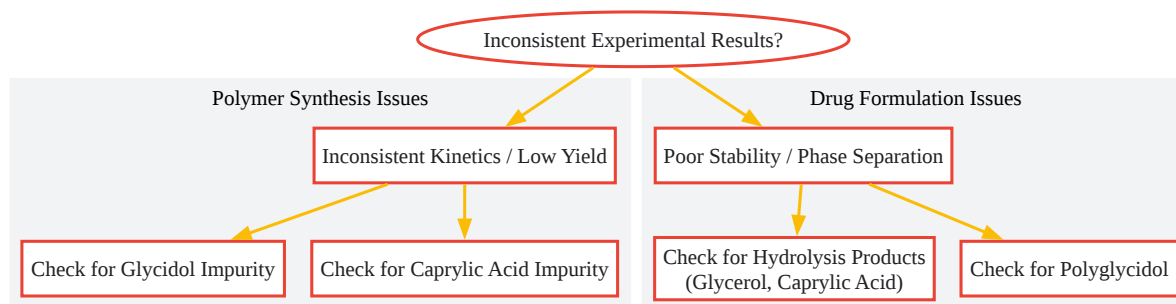 Inconsistent Experimental Results?
Polymer Synthesis Issues
Drug Formulation Issues
Inconsistent Kinetics / Low Yield
Poor Stability / Phase Separation
Check for Glycidol Impurity
Check for Caprylic Acid Impurity
Check for Hydrolysis Products
(Glycerol, Caprylic Acid)
Check for Polyglycidol